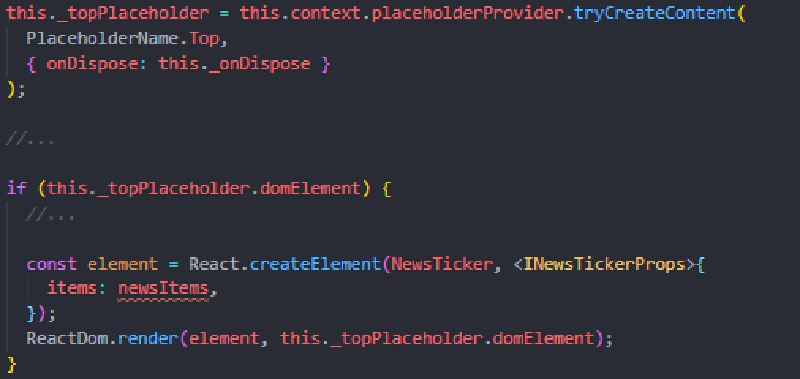 this._topPlaceholder = this.context.placeholderProvider.tryCreateContent(
PlaceholderName.Top,
{ onDispose: this._onDispose }
);
//...
if (this._topPlaceholder.domElement) {
//...
const element = React.createElement(NewsTicker, <INewsTickerProps>{
items: newsItems,
});
ReactDom.render(element, this._topPlaceholder.domElement);
}